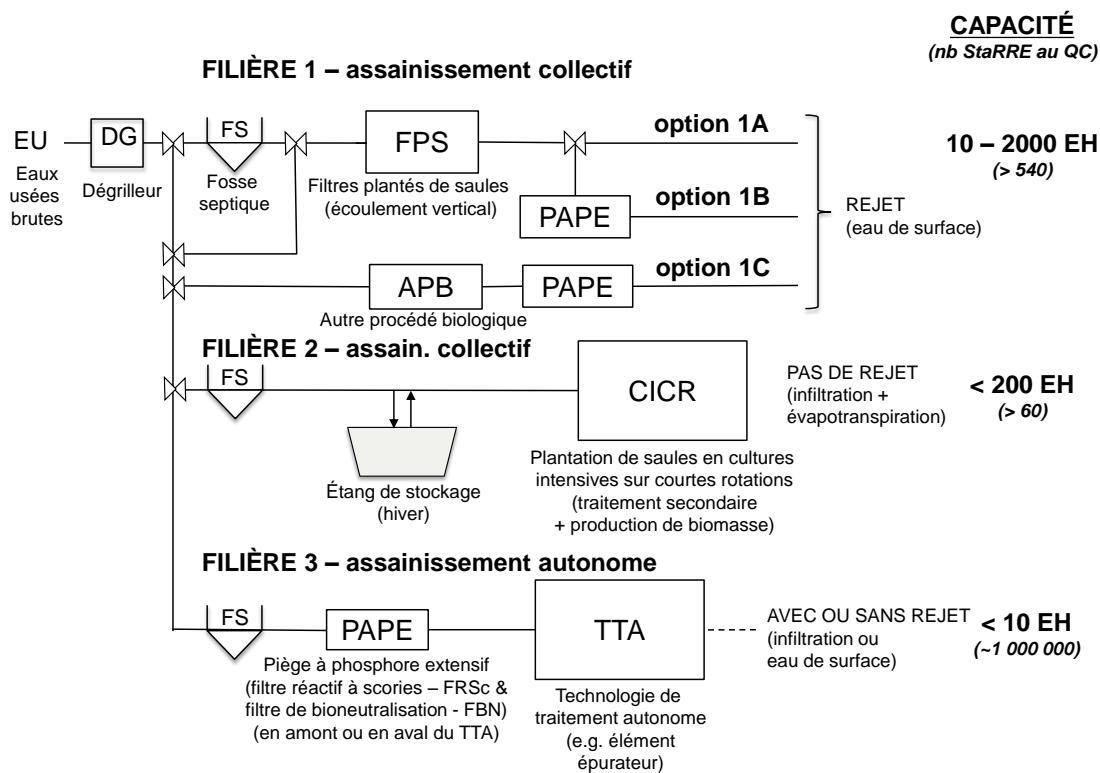 CAPACITÉ
(nb StaRRE au QC)
FILIÈRE 1 – assainissement collectif
EU
Eaux
usées
brutes
DG
Dégrilleur
FS
Fosse
septique
FPS
Filtres plantés de saules
(écoulement vertical)
option 1A
PAPE
option 1B
APB
Autre procédé biologique
PAPE
option 1C
REJET
(eau de surface)
10 – 2000 EH
(> 540)
FILIÈRE 2 – assain. collectif
FS
Étang de stockage
(hiver)
CICR
Plantation de saules en cultures
intensives sur courtes rotations
(traitement secondaire
+ production de biomasse)
PAS DE REJET
(infiltration +
évapotranspiration)
< 200 EH
(> 60)
FILIÈRE 3 – assainissement autonome
FS
PAPE
Piège à phosphore extensif
(filtre réactif à scories – FRSc &
filtre de bioneutralisation - FBN)
(en amont ou en aval du TTA)
TTA
Technologie de
traitement autonome
(e.g. élément
épurateur)
AVEC OU SANS REJET
(infiltration ou
eau de surface)
< 10 EH
(~1 000 000)